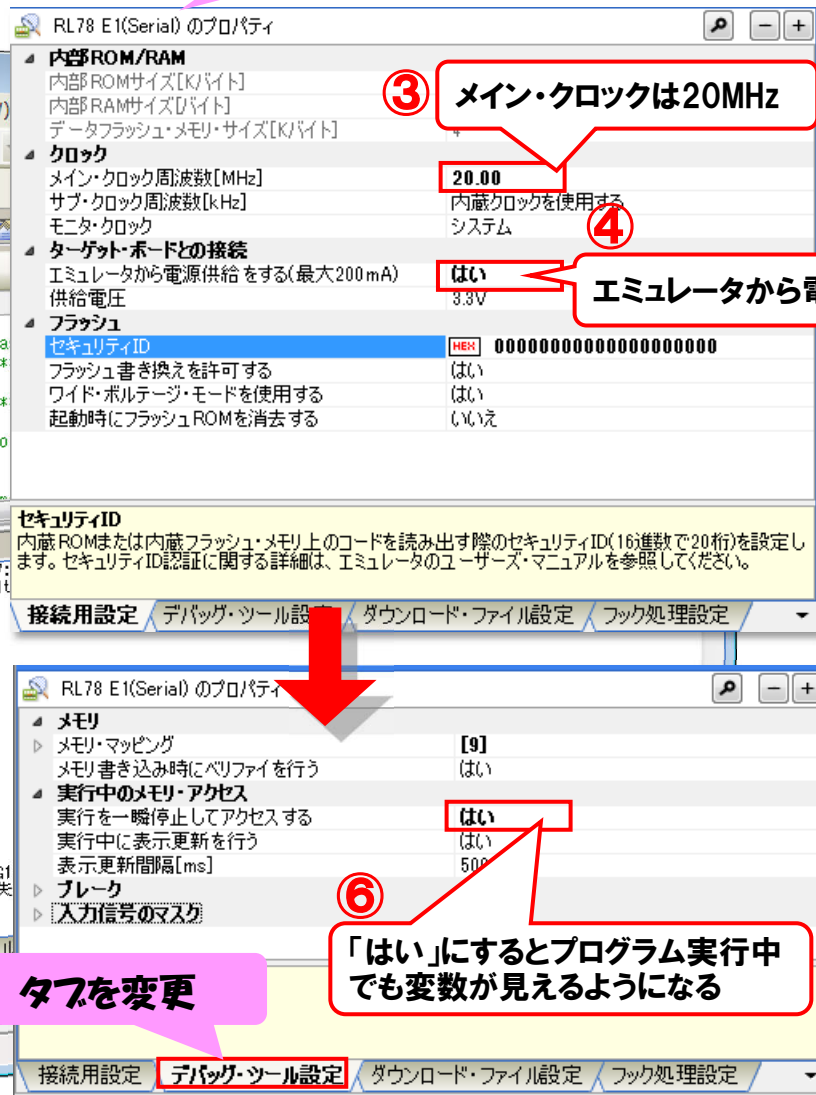 RL78 E1(Serial) のプロパティ
内部ROM/RAM
内部ROMサイズ[Kバイト]
内部RAMサイズ[バイト]
データフラッシュ・メモリ・サイズ[Kバイト]
4
③
メイン・クロックは20MHz
クロック
メイン・クロック周波数[MHz] 20.00
サブ・クロック周波数[kHz] 内蔵クロックを使用する
モニタ・クロック システム
④
ターゲット・ボードとの接続
エミュレータから電源供給をする(最大200mA) はい
エミュレータから電
供給電圧 3.3V
フラッシュ
セキュリティID HEX 00000000000000000000
フラッシュ書き換えを許可する はい
ワイド・ボルテージ・モードを使用する はい
起動時にフラッシュROMを消去する いいえ
セキュリティID
内蔵ROMまたは内蔵フラッシュ・メモリ上のコードを読み出す際のセキュリティID(16進数で20桁)を設定し
ます。セキュリティID認証に関する詳細は、エミュレータのユーザーズ・マニュアルを参照してください。
接続用設定 デバッグ・ツール設定 ダウンロード・ファイル設定 フック処理設定
RL78 E1(Serial) のプロパティ
メモリ
メモリ・マッピング [9]
メモリ書き込み時にベリファイを行う はい
実行中のメモリ・アクセス
実行を一瞬停止してアクセスする はい
実行中に表示更新を行う はい
表示更新間隔[ms] 500
ブレーク
入力信号のマスク
⑥
「はい」にするとプログラム実行中
でも変数が見えるようになる
タブを変更
接続用設定 デバッグ・ツール設定 ダウンロード・ファイル設定 フック処理設定